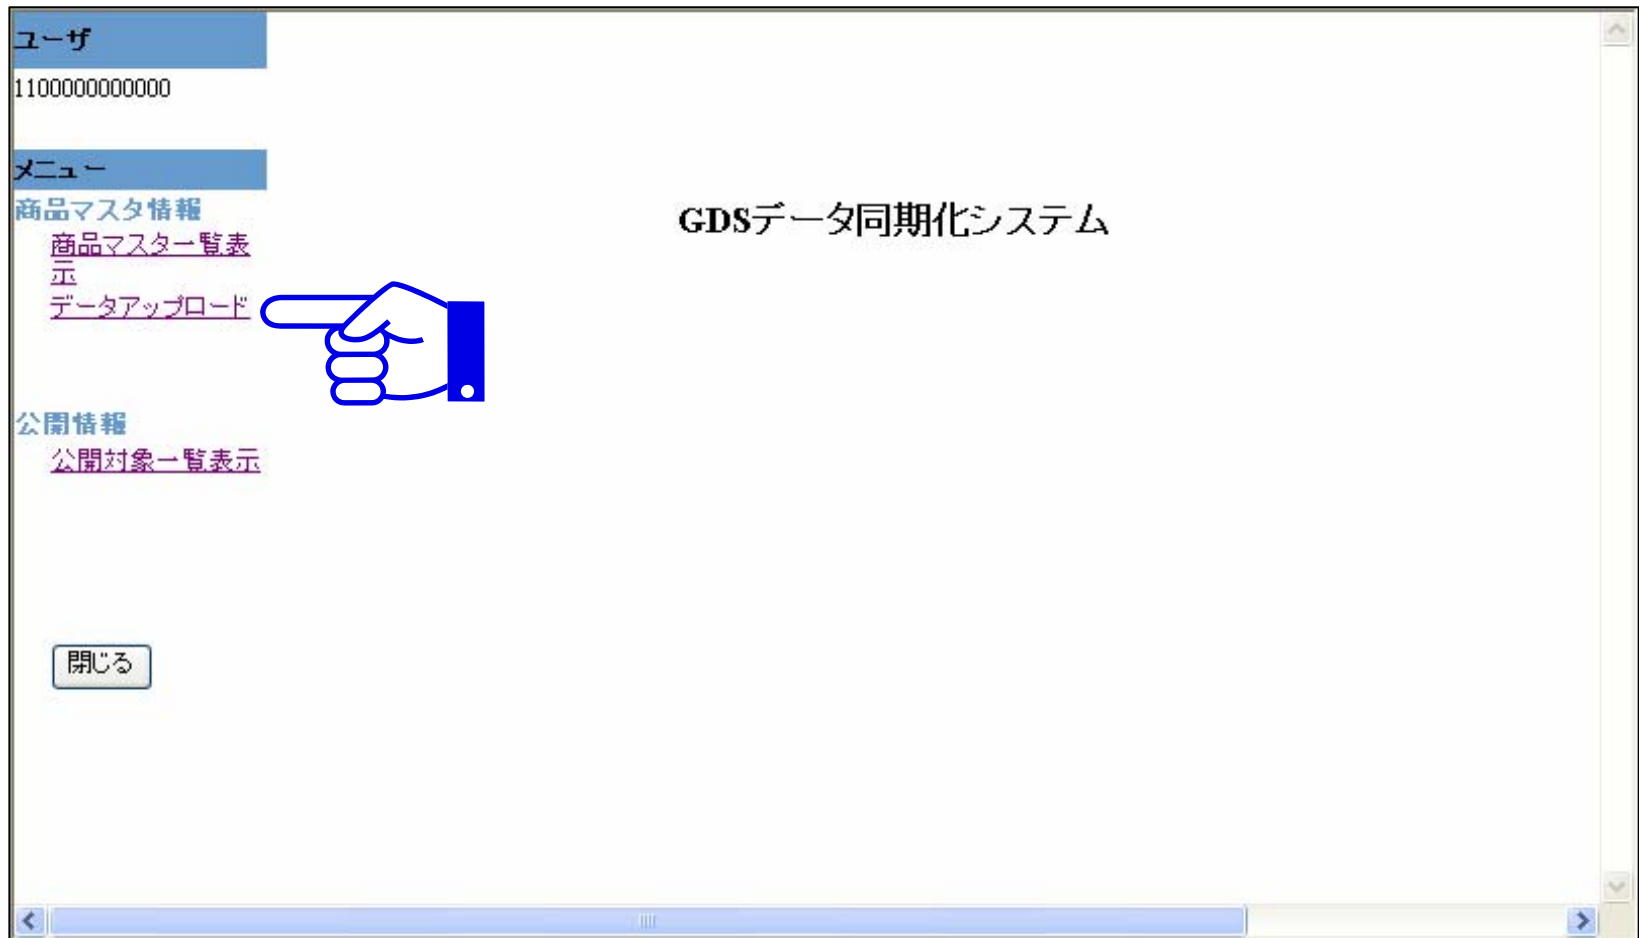 ユーザ
1100000000000
メニュー
商品マスタ情報
商品マスター覧表
示
データアップロード
公開情報
公開対象一覧表示
閉じる
GDSデータ同期化システム